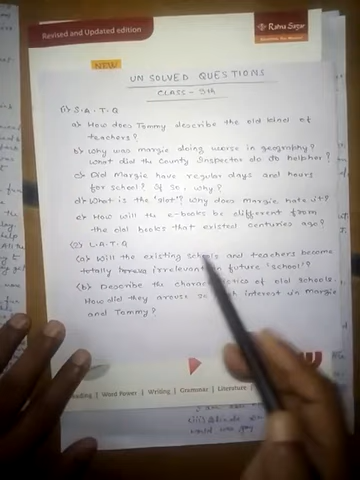 Revised and Updated edition
Ratna Sagar
NEW
UN SOLVED QUESTIONS
CLASS - 9TH
(1) S.A.T.Q
a) How does Tommy describe the old kind of
teachers?
b) Why was margie doing worse in geography?
What did the County Inspector do to help her?
c) Did Margie have regular days and hours
for school? If so, why?
d) What is the "slot"? Why does Margie hate it?
e) How will the e-books be different from
the old books that existed centuries ago?
(2) L.A.T.Q
(a) Will the existing schools and teachers become
totally irrelevant in future 'school'?
(b) Describe the characteristics of old schools.
How did they arouse such interest in Margie
and Tommy?
Reading | Word Power | Writing | Grammar | Literature